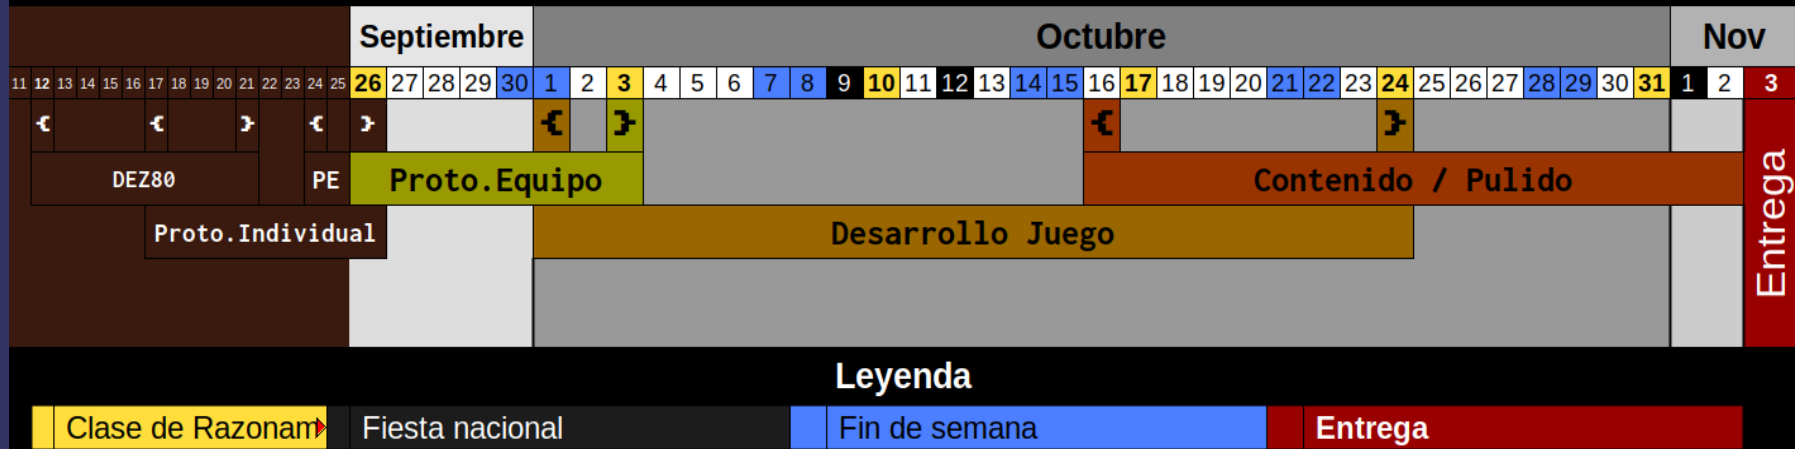 Septiembre Octubre Nov
11 12 13 14 15 16 17 18 19 20 21 22 23 24 25 26 27 28 29 30 1 2 3 4 5 6 7 8 9 10 11 12 13 14 15 16 17 18 19 20 21 22 23 24 25 26 27 28 29 30 31 1 2 3
{ { } { } { } { }
DEZ80 PE Proto.Equipo Contenido / Pulido
Proto.Individual Desarrollo Juego
Entrega
Leyenda
Clase de Razonam Fiesta nacional Fin de semana Entrega